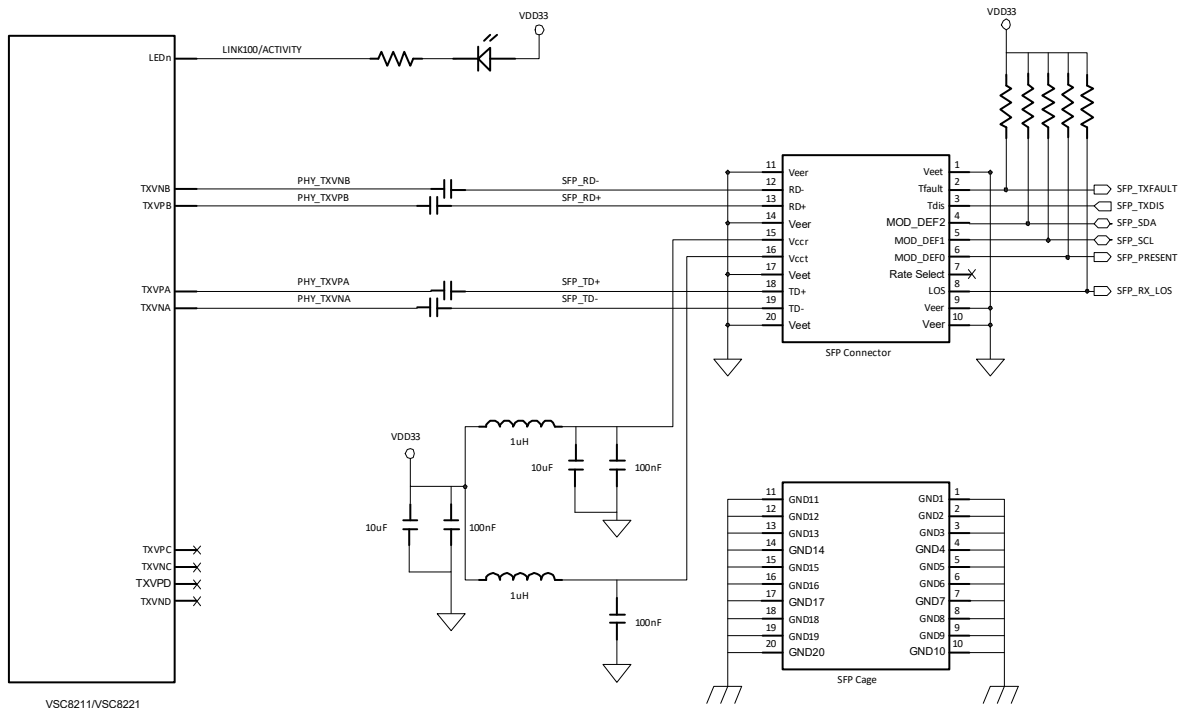 VDD33
VDD33
LEDn
LINK100/ACTIVITY
TXVNB
PHY_TXVNB
SFP_RD-
TXVPB
PHY_TXVPB
SFP_RD+
TXVPA
PHY_TXVPA
SFP_TD+
TXVNA
PHY_TXVNA
SFP_TD-
11 Veer
12 RD-
13 RD+
14 Veer
15 Vccr
16 Vcct
17 Veet
18 TD+
19 TD-
20 Veet
Veet 1
Tfault 2
Tdis 3
MOD_DEF2 4
MOD_DEF1 5
MOD_DEF0 6
Rate Select 7
LOS 8
Veer 9
Veer 10
SFP_TXFAULT
SFP_TXDIS
SFP_SDA
SFP_SCL
SFP_PRESENT
SFP_RX_LOS
SFP Connector
VDD33
1uH
10uF
100nF
10uF
100nF
1uH
100nF
TXVPC
TXVNC
TXVPD
TXVND
11 GND11
12 GND12
13 GND13
14 GND14
15 GND15
16 GND16
17 GND17
18 GND18
19 GND19
20 GND20
GND1 1
GND2 2
GND3 3
GND4 4
GND5 5
GND6 6
GND7 7
GND8 8
GND9 9
GND10 10
SFP Cage
VSC8211/VSC8221